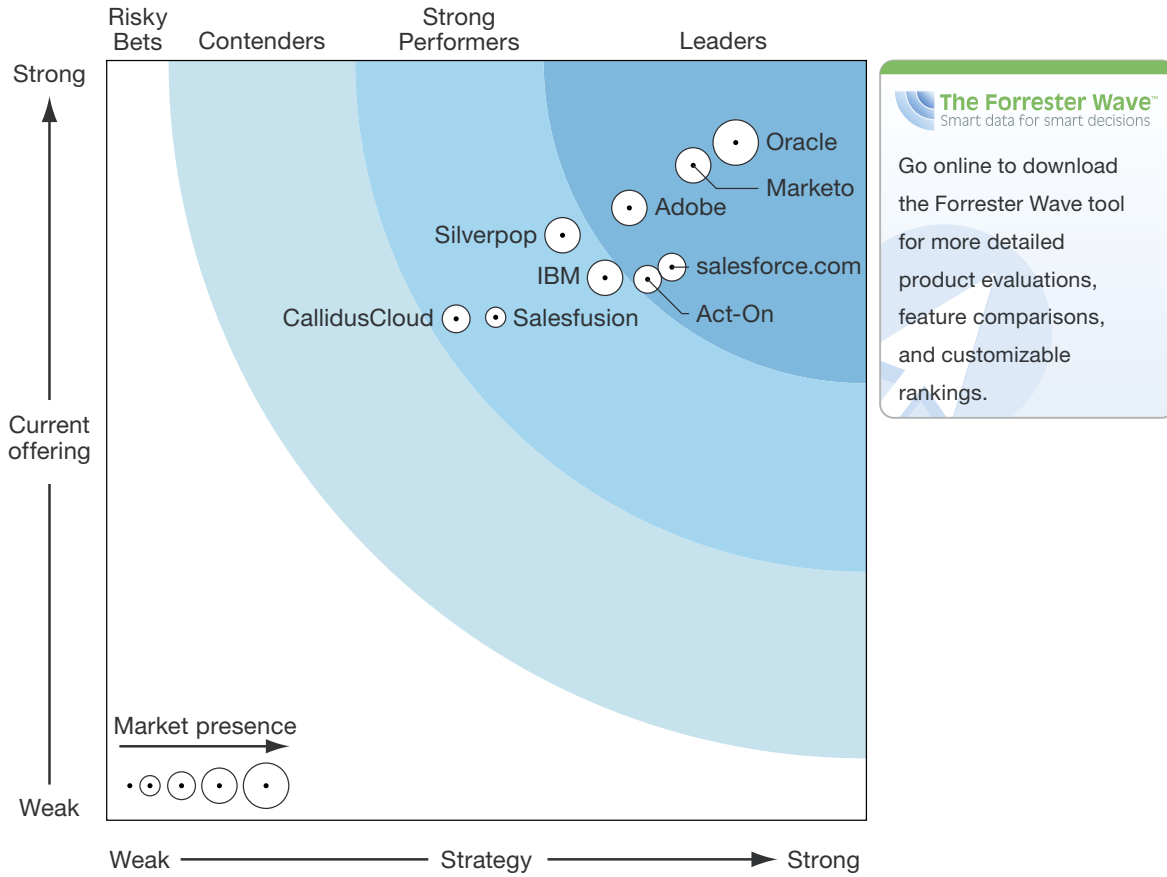 Risky
Bets
Contenders
Strong
Performers
Leaders
Strong
Current
offering
Weak
Oracle
Marketo
Adobe
Silverpop
salesforce.com
IBM
Act-On
CallidusCloud
Salesfusion
Market presence
Weak
Strategy
Strong
The Forrester Wave™
Smart data for smart decisions
Go online to download
the Forrester Wave tool
for more detailed
product evaluations,
feature comparisons,
and customizable
rankings.